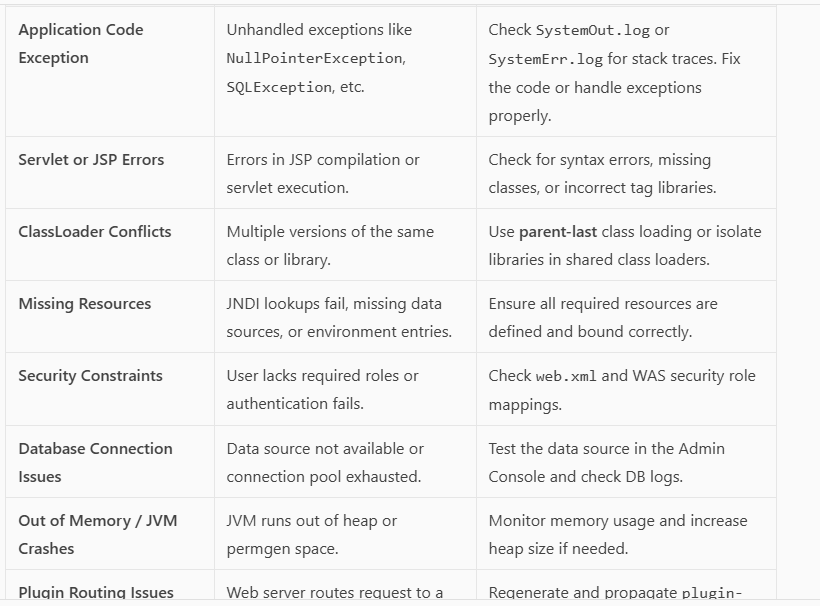 Application Code
Exception
Unhandled exceptions like
NullPointerException,
SQLException, etc.
Check SystemOut.log or
SystemErr.log for stack traces. Fix
the code or handle exceptions
properly.
Servlet or JSP Errors
Errors in JSP compilation or
servlet execution.
Check for syntax errors, missing
classes, or incorrect tag libraries.
ClassLoader Conflicts
Multiple versions of the same
class or library.
Use parent-last class loading or isolate
libraries in shared class loaders.
Missing Resources
JNDI lookups fail, missing data
sources, or environment entries.
Ensure all required resources are
defined and bound correctly.
Security Constraints
User lacks required roles or
authentication fails.
Check web.xml and WAS security role
mappings.
Database Connection
Issues
Data source not available or
connection pool exhausted.
Test the data source in the Admin
Console and check DB logs.
Out of Memory / JVM
Crashes
JVM runs out of heap or
permgen space.
Monitor memory usage and increase
heap size if needed.
Plugin Routing Issues
Web server routes request to a
Regenerate and propagate plugin-